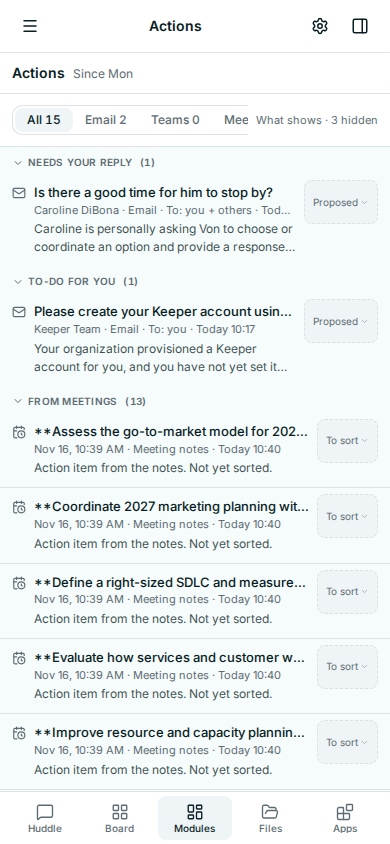 Actions
Actions Since Mon
All 15 Email 2 Teams 0 Mee What shows · 3 hidden
NEEDS YOUR REPLY (1)
Is there a good time for him to stop by?
Caroline DiBona · Email · To: you + others · Tod...
Caroline is personally asking Von to choose or
coordinate an option and provide a response...
Proposed
TO-DO FOR YOU (1)
Please create your Keeper account usin...
Keeper Team · Email · To: you · Today 10:17
Your organization provisioned a Keeper
account for you, and you have not yet set it...
Proposed
FROM MEETINGS (13)
**Assess the go-to-market model for 202...
Nov 16, 10:39 AM · Meeting notes · Today 10:40
Action item from the notes. Not yet sorted.
To sort
**Coordinate 2027 marketing planning wit...
Nov 16, 10:39 AM · Meeting notes · Today 10:40
Action item from the notes. Not yet sorted.
To sort
**Define a right-sized SDLC and measure...
Nov 16, 10:39 AM · Meeting notes · Today 10:40
Action item from the notes. Not yet sorted.
To sort
**Evaluate how services and customer w...
Nov 16, 10:39 AM · Meeting notes · Today 10:40
Action item from the notes. Not yet sorted.
To sort
**Improve resource and capacity plannin...
Nov 16, 10:39 AM · Meeting notes · Today 10:40
Action item from the notes. Not yet sorted.
To sort
Huddle Board Modules Files Apps